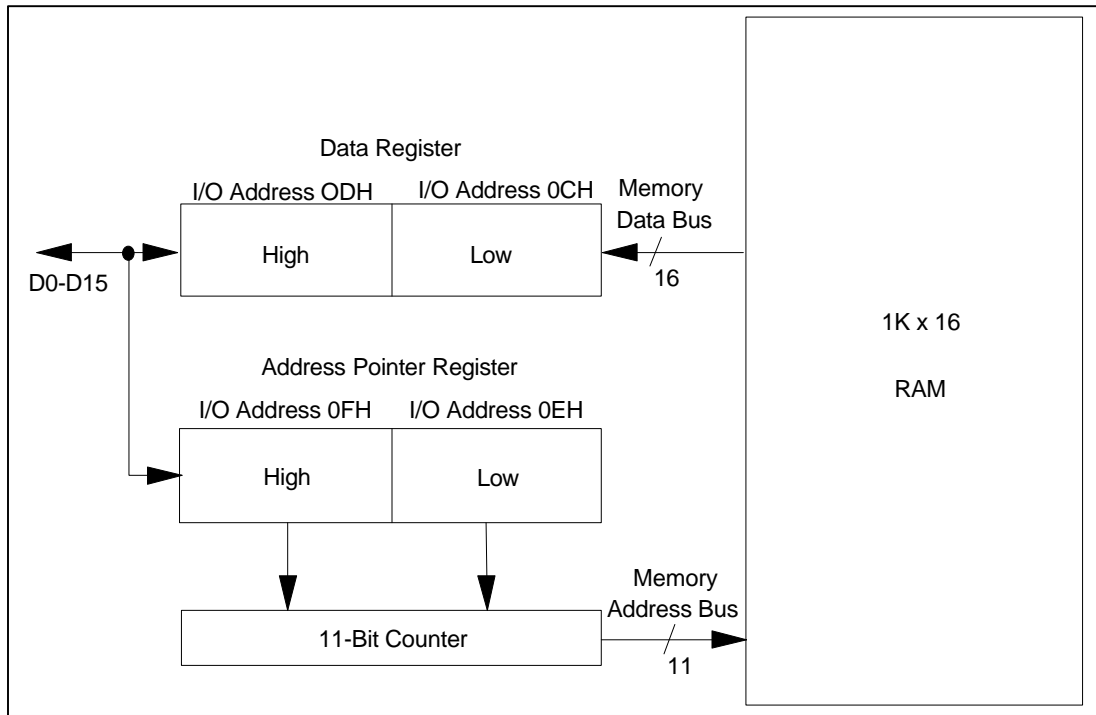 Data Register
I/O Address ODH
I/O Address 0CH
Memory
Data Bus
High
Low
D0-D15
16
1K x 16
RAM
Address Pointer Register
I/O Address 0FH
I/O Address 0EH
High
Low
Memory
Address Bus
11-Bit Counter
11